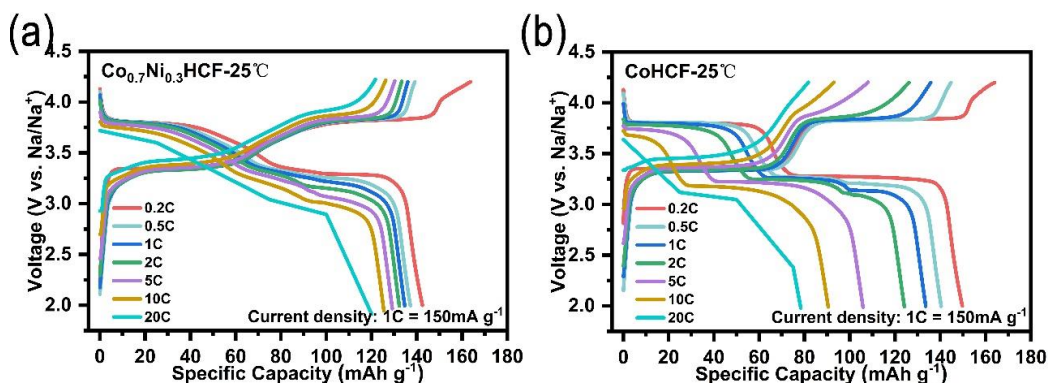 (a)
Co0.7Ni0.3HCF-25℃
4.5
4.0
3.5
3.0
2.5
2.0
Voltage (V vs. Na/Na+)
0.2C
0.5C
1C
2C
5C
10C
20C
Current density: 1C = 150mA g-1
0 20 40 60 80 100 120 140 160 180
Specific Capacity (mAh g-1)
(b)
CoHCF-25℃
4.5
4.0
3.5
3.0
2.5
2.0
Voltage (V vs. Na/Na+)
0.2C
0.5C
1C
2C
5C
10C
20C
Current density: 1C = 150mA g-1
0 20 40 60 80 100 120 140 160 180
Specific Capacity (mAh g-1)